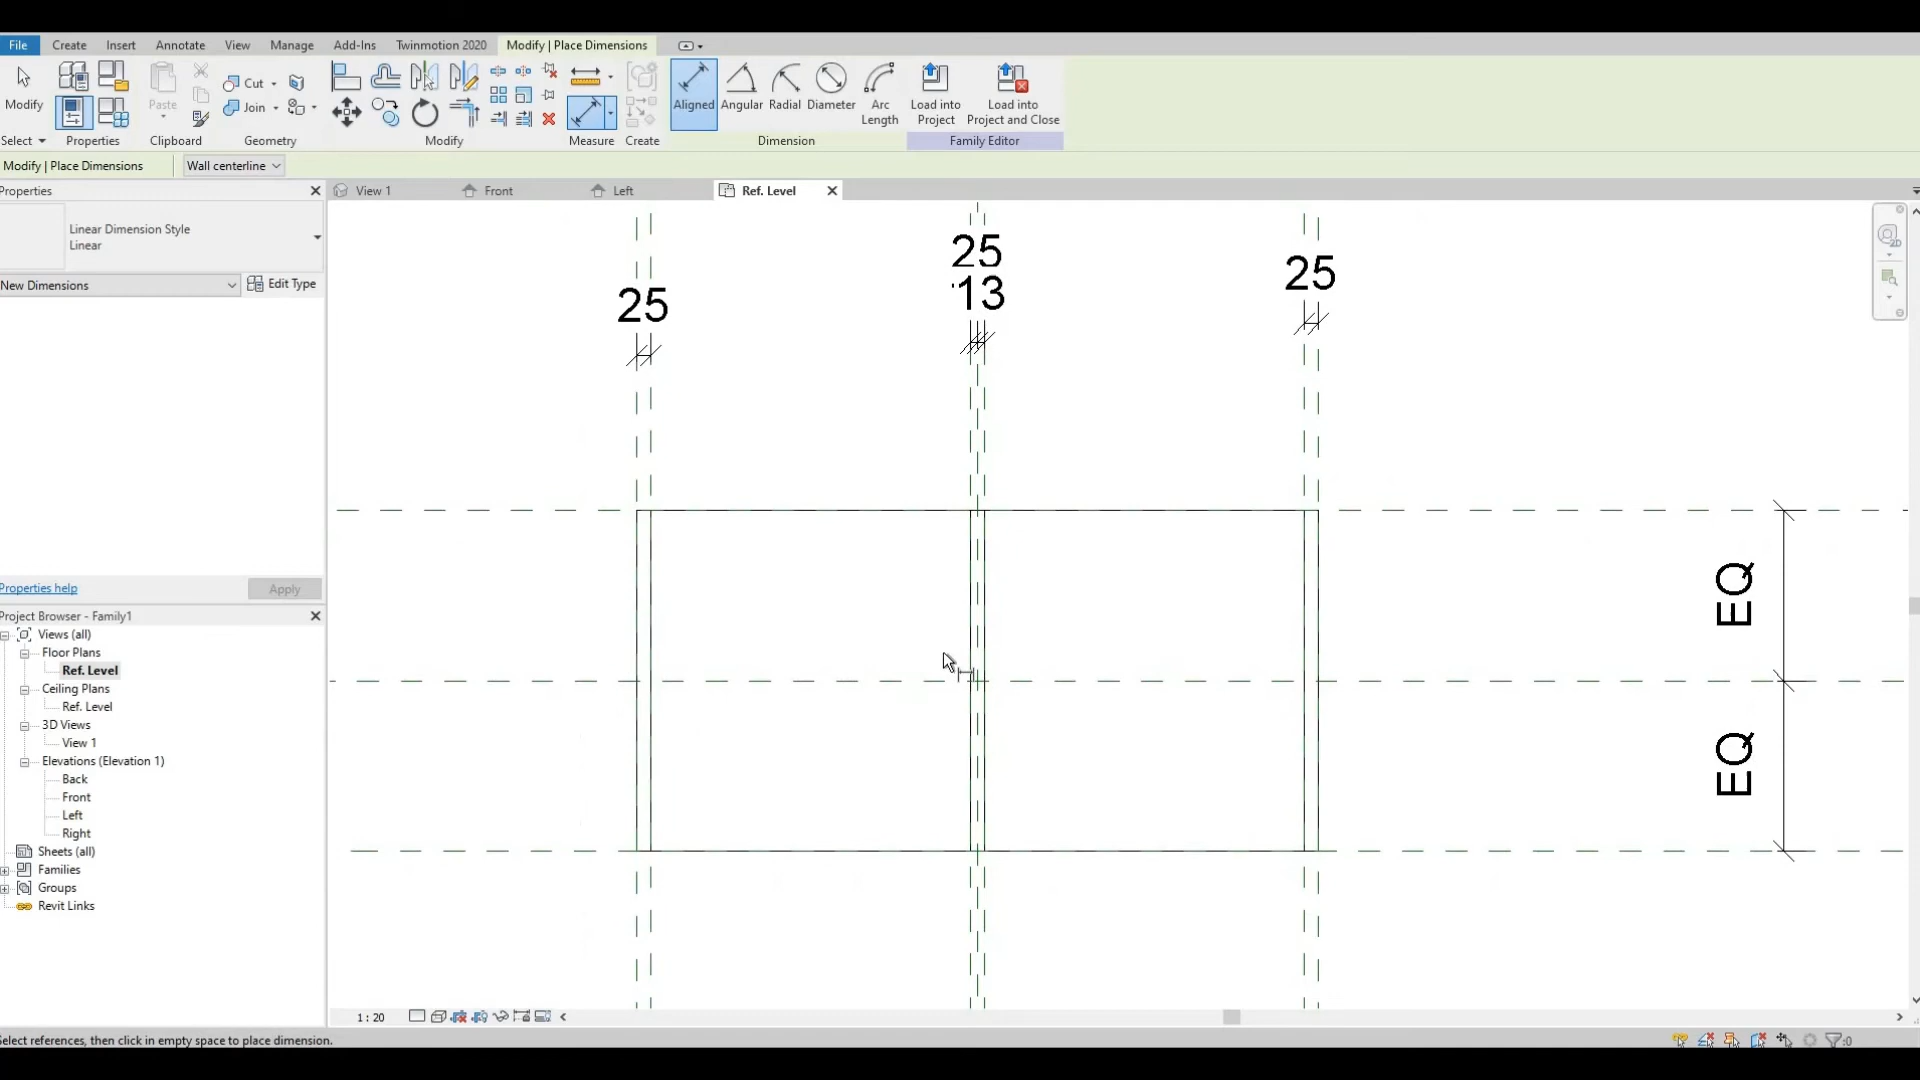 File Create Insert Annotate View Manage Add-Ins Twinmotion 2020 Modify | Place Dimensions
Modify
Paste
Cut
Join
Aligned Angular Radial Diameter Arc Length
Load into Project
Load into Project and Close
Select Properties Clipboard Geometry Modify Measure Create Dimension Family Editor
Modify | Place Dimensions Wall centerline
Properties
View 1 Front Left Ref. Level
Linear Dimension Style
Linear
New Dimensions Edit Type
25
25
13
25
EQ
EQ
Properties help Apply
Project Browser - Family1
Views (all)
Floor Plans
Ref. Level
Ceiling Plans
Ref. Level
3D Views
View 1
Elevations (Elevation 1)
Back
Front
Left
Right
Sheets (all)
Families
Groups
Revit Links
1 : 20
elect references, then click in empty space to place dimension.
:0